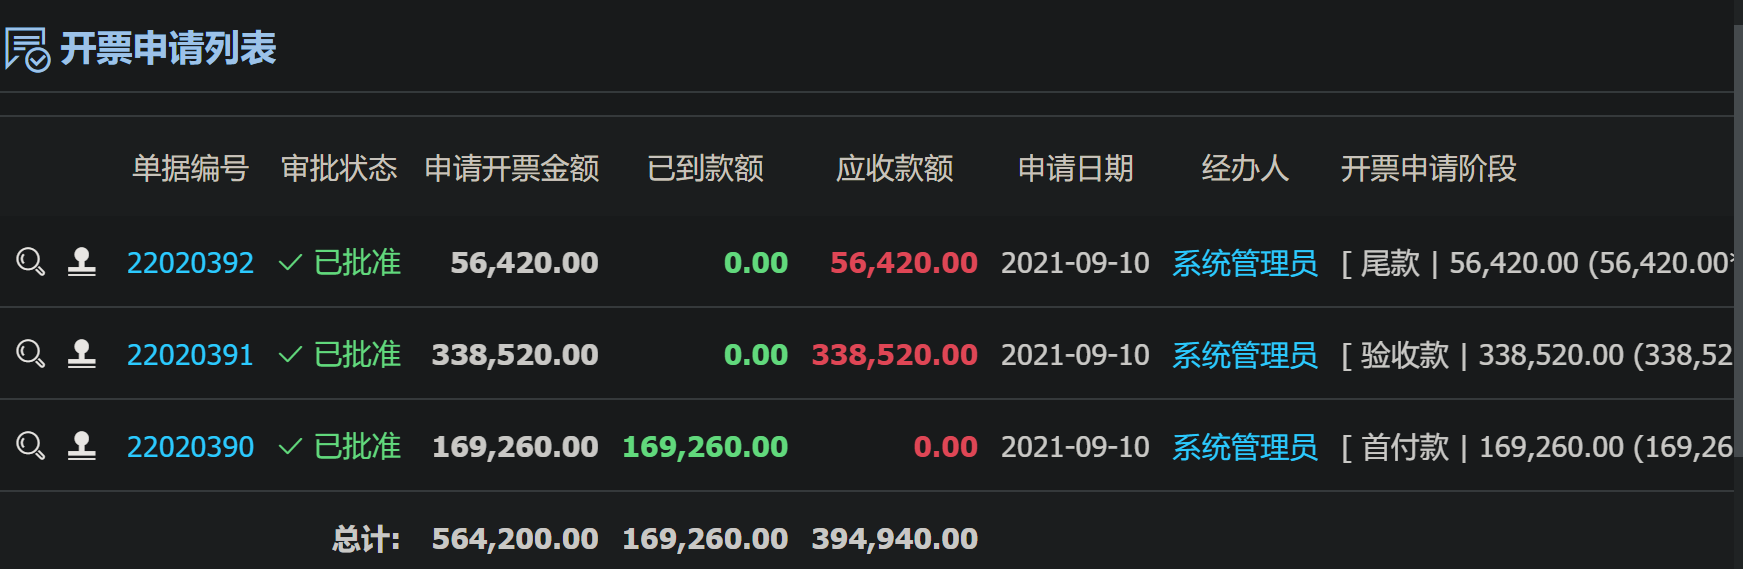 开票申请列表
单据编号 审批状态 申请开票金额 已到款额 应收款额 申请日期 经办人 开票申请阶段
22020392 已批准 56,420.00 0.00 56,420.00 2021-09-10 系统管理员 [ 尾款 | 56,420.00 (56,420.00*
22020391 已批准 338,520.00 0.00 338,520.00 2021-09-10 系统管理员 [ 验收款 | 338,520.00 (338,52
22020390 已批准 169,260.00 169,260.00 0.00 2021-09-10 系统管理员 [ 首付款 | 169,260.00 (169,26
总计: 564,200.00 169,260.00 394,940.00